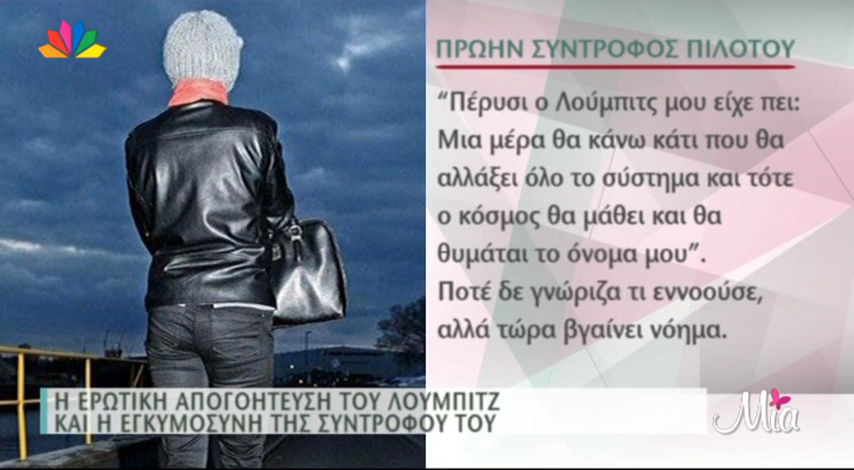 ΠΡΩΗΝ ΣΥΝΤΡΟΦΟΣ ΠΙΛΟΤΟΥ
“Πέρυσι ο Λούμπιτς μου είχε πει:
Μια μέρα θα κάνω κάτι που θα
αλλάξει όλο το σύστημα και τότε
ο κόσμος θα μάθει και θα
θυμάται το όνομα μου”.
Ποτέ δε γνώριζα τι εννοούσε,
αλλά τώρα βγαίνει νόημα.
Η ΕΡΩΤΙΚΗ ΑΠΟΓΟΗΤΕΥΣΗ ΤΟΥ ΛΟΥΜΠΙΤΖ
ΚΑΙ Η ΕΓΚΥΜΟΣΥΝΗ ΤΗΣ ΣΥΝΤΡΟΦΟΥ ΤΟΥ
Μία